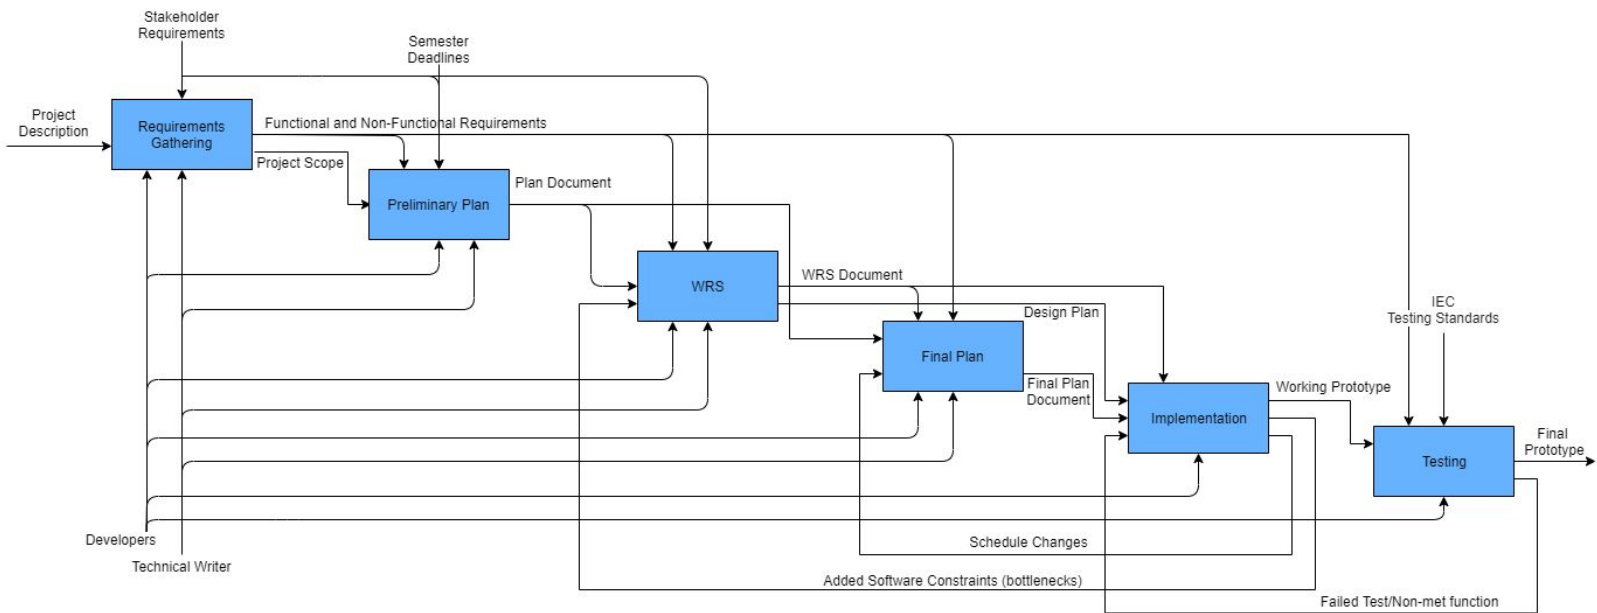 Stakeholder
Requirements
Semester
Deadlines
Project
Description
Requirements
Gathering
Functional and Non-Functional Requirements
Project Scope
Preliminary Plan
Plan Document
WRS
WRS Document
Design Plan
IEC
Testing Standards
Final Plan
Final Plan
Document
Implementation
Working Prototype
Testing
Final
Prototype
Developers
Technical Writer
Schedule Changes
Added Software Constraints (bottlenecks)
Failed Test/Non-met function